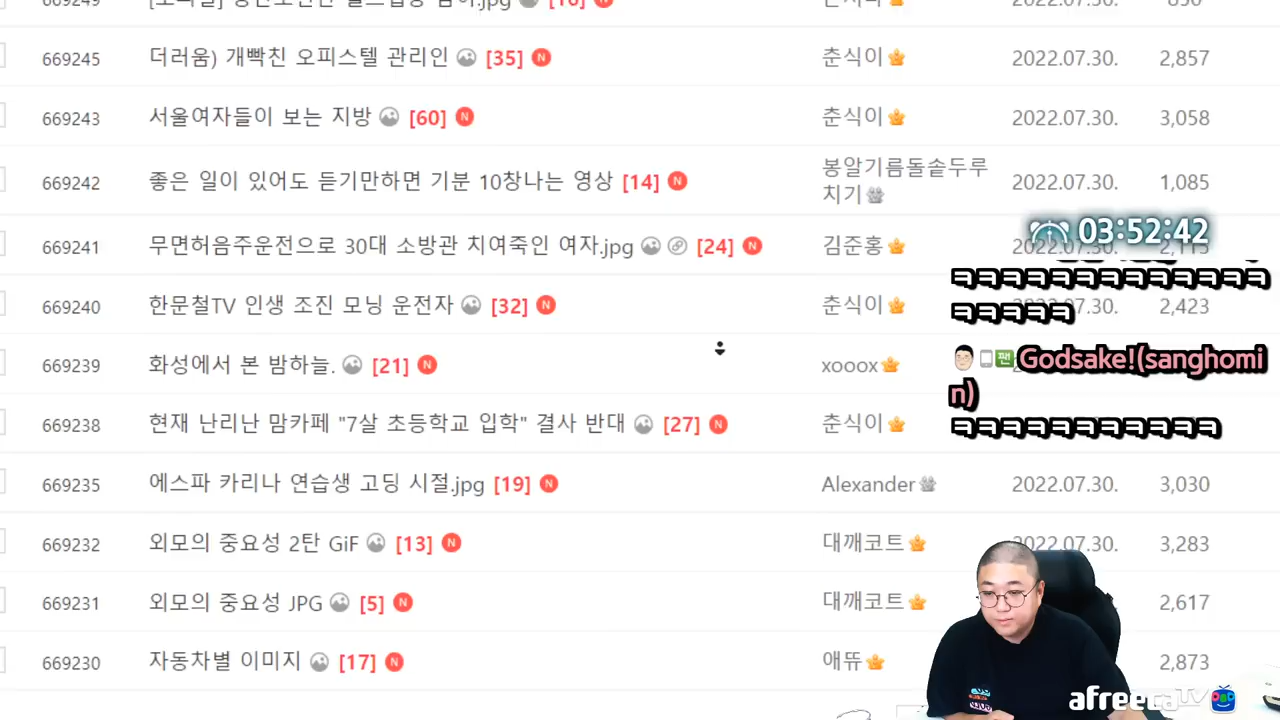 669245 더러움) 개빡친 오피스텔 관리인 [35] N 춘식이 2022.07.30. 2,857
669243 서울여자들이 보는 지방 [60] N 춘식이 2022.07.30. 3,058
669242 좋은 일이 있어도 듣기만하면 기분 10창나는 영상 [14] N 봉알기름돌솥두루 2022.07.30. 1,085
치기
03:52:42
669241 무면허음주운전으로 30대 소방관 치여죽인 여자.jpg [24] N 김준홍 2022.07.30.
ㅋㅋㅋㅋㅋㅋㅋㅋㅋㅋㅋㅋㅋ
669240 한문철TV 인생 조진 모닝 운전자 [32] N 춘식이 2,423
ㅋㅋㅋㅋㅋ
669239 화성에서 본 밤하늘. [21] N xooox
팬 Godsake!(sanghomi
n)
669238 현재 난리난 맘카페 "7살 초등학교 입학" 결사 반대 [27] N 춘식이
ㅋㅋㅋㅋㅋㅋㅋㅋㅋㅋㅋ
669235 에스파 카리나 연습생 고딩 시절.jpg [19] N Alexander 2022.07.30. 3,030
669232 외모의 중요성 2탄 GiF [13] N 대깨코트 2022.07.30. 3,283
669231 외모의 중요성 JPG [5] N 대깨코트 2,617
669230 자동차별 이미지 [17] N 애뜌 2,873
afreecaTV